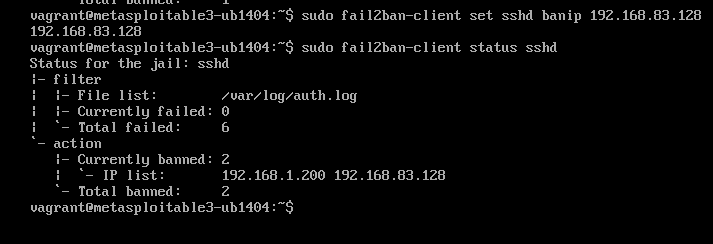 Total banned: 1
vagrant@metasploitable3-ub1404:~$ sudo fail2ban-client set sshd banip 192.168.83.128
192.168.83.128
vagrant@metasploitable3-ub1404:~$ sudo fail2ban-client status sshd
Status for the jail: sshd
|- filter
|  |- File list:        /var/log/auth.log
|  |- Currently failed: 0
|  `- Total failed:     6
`- action
   |- Currently banned: 2
   |  `- IP list:       192.168.1.200 192.168.83.128
   `- Total banned:     2
vagrant@metasploitable3-ub1404:~$